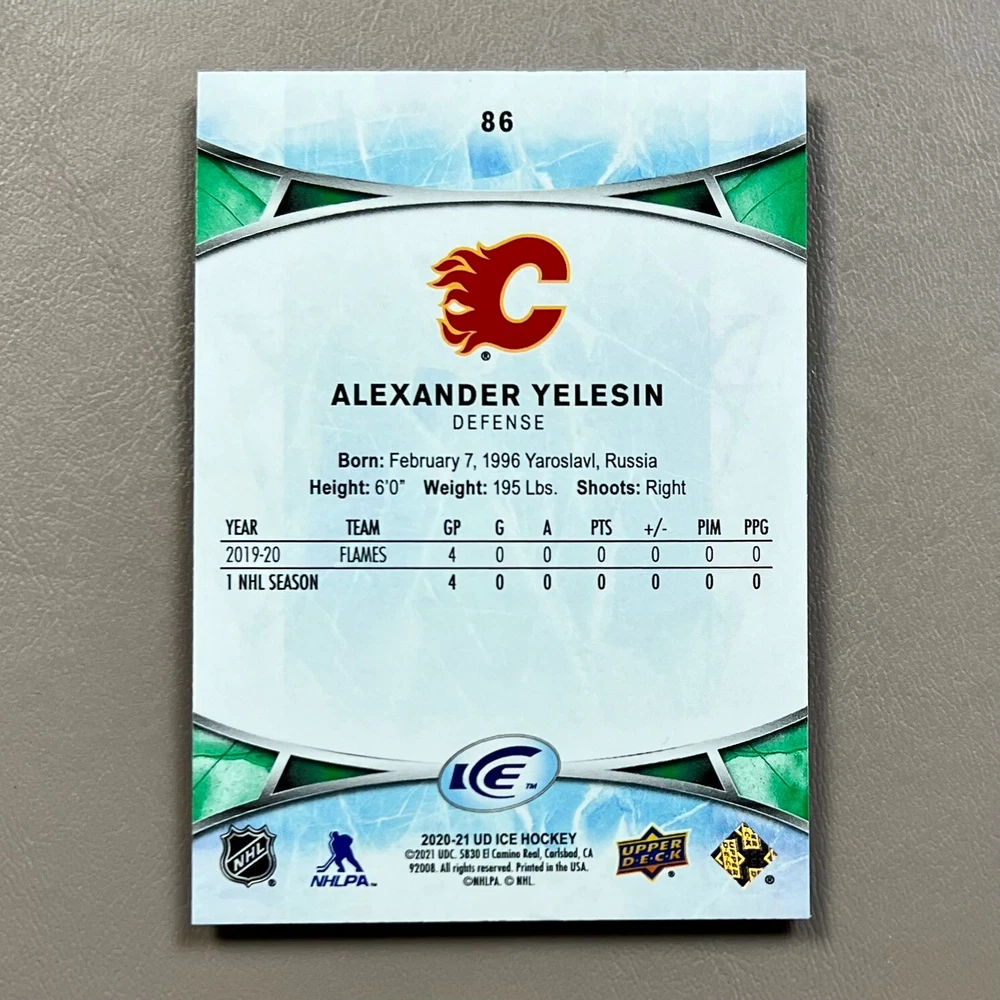 86
C
®
ALEXANDER YELESIN
DEFENSE
Born: February 7, 1996 Yaroslavl, Russia
Height: 6'0" Weight: 195 Lbs. Shoots: Right
YEAR TEAM GP G A PTS +/- PIM PPG
2019-20 FLAMES 4 0 0 0 0 0 0
1 NHL SEASON 4 0 0 0 0 0 0
ICE™
2020-21 UD ICE HOCKEY
©2021 UDC. 5830 El Camino Real, Carlsbad, CA
92008. All rights reserved. Printed in the USA.
©NHLPA. © NHL.
NHL ®
NHLPA™
UPPER
DECK ®
®